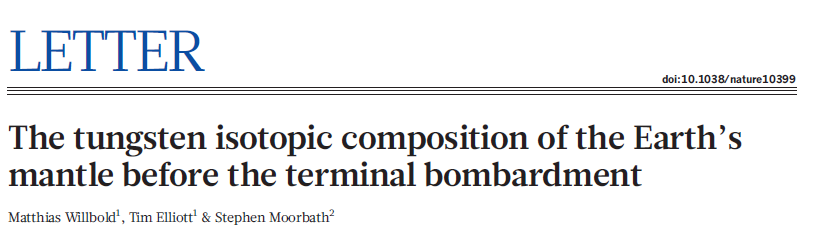 LETTER
doi:10.1038/nature10399
The tungsten isotopic composition of the Earth’s
mantle before the terminal bombardment
Matthias Willbold¹, Tim Elliott¹ & Stephen Moorbath²